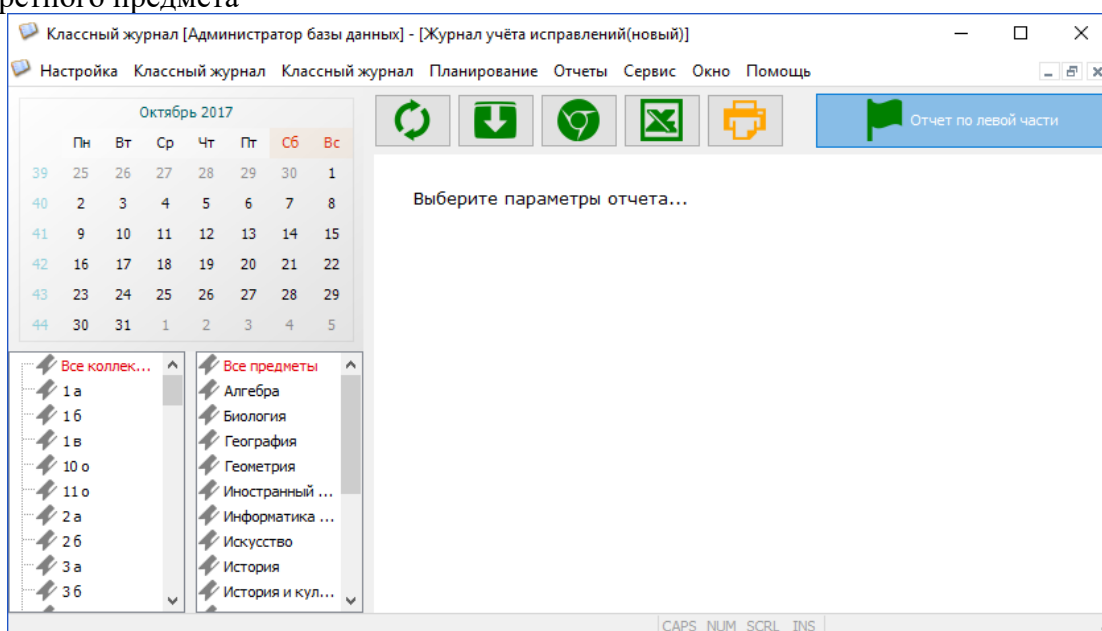 ретного предмета
Классный журнал [Администратор базы данных] - [Журнал учёта исправлений(новый)]
Настройка Классный журнал Классный журнал Планирование Отчеты Сервис Окно Помощь
Октябрь 2017
Пн Вт Ср Чт Пт Сб Вс
39 25 26 27 28 29 30 1
40 2 3 4 5 6 7 8
41 9 10 11 12 13 14 15
42 16 17 18 19 20 21 22
43 23 24 25 26 27 28 29
44 30 31 1 2 3 4 5
Отчет по левой части
Выберите параметры отчета...
Все коллек...
1 а
1 б
1 в
10 о
11 о
2 а
2 б
3 а
3 б
Все предметы
Алгебра
Биология
География
Геометрия
Иностранный ...
Информатика ...
Искусство
История
История и кул...
CAPS NUM SCRL INS